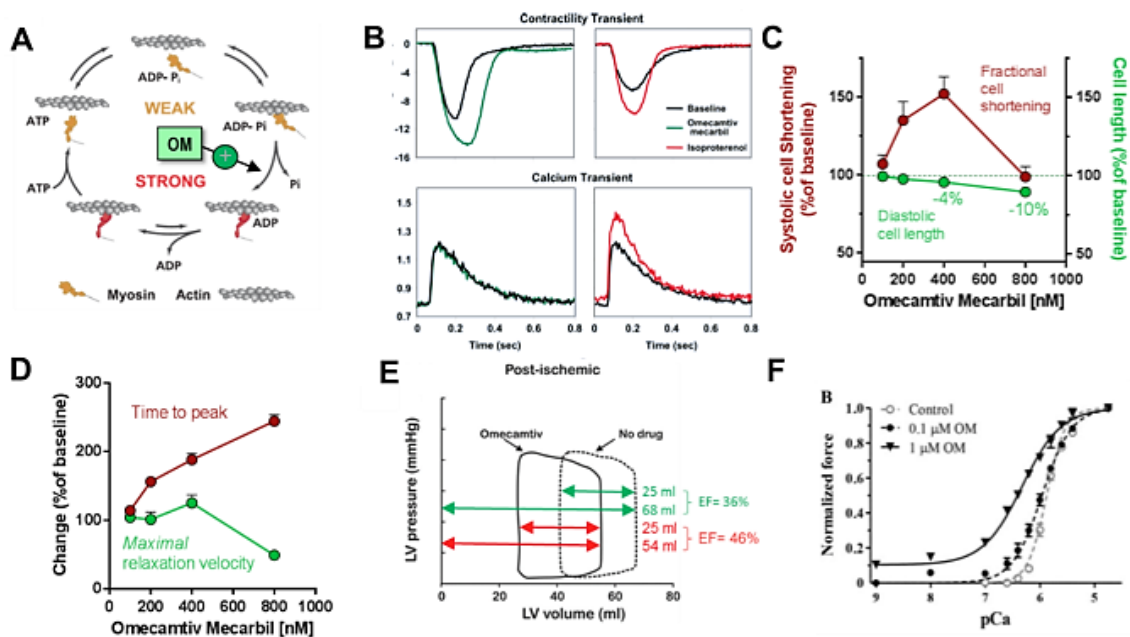 A
ADP- Pi
WEAK
ATP
ADP- Pi
OM
+
STRONG
ATP
Pi
ADP
ADP
Myosin
Actin
B
Contractility Transient
0
-4
-8
-12
-16
Baseline
Omecamtiv
mecarbil
Isoproterenol
Calcium Transient
1.5
1.3
1.1
0.9
0.7
0 0.2 0.4 0.6 0.8
0 0.2 0.4 0.6 0.8
Time (sec)
Time (sec)
C
Systolic cell Shortening
(%of baseline)
150
100
50
Fractional
cell
shortening
-4%
-10%
Diastolic
cell length
150
100
50
Cell length (%of baseline)
0 200 400 600 800 1000
Omecamtiv Mecarbil [nM]
D
Change (%of baseline)
300
200
100
0
Time to peak
Maximal
relaxation velocity
0 200 400 600 800 1000
Omecamtiv Mecarbil [nM]
E
Post-ischemic
LV pressure (mmHg)
Omecamtiv
No drug
25 ml
68 ml
EF= 36%
25 ml
54 ml
EF= 46%
0 20 40 60 80
LV volume (ml)
F
B
Normalized force
1.0
0.8
0.6
0.4
0.2
0
Control
0.1 μM OM
1 μM OM
9 8 7 6 5
pCa